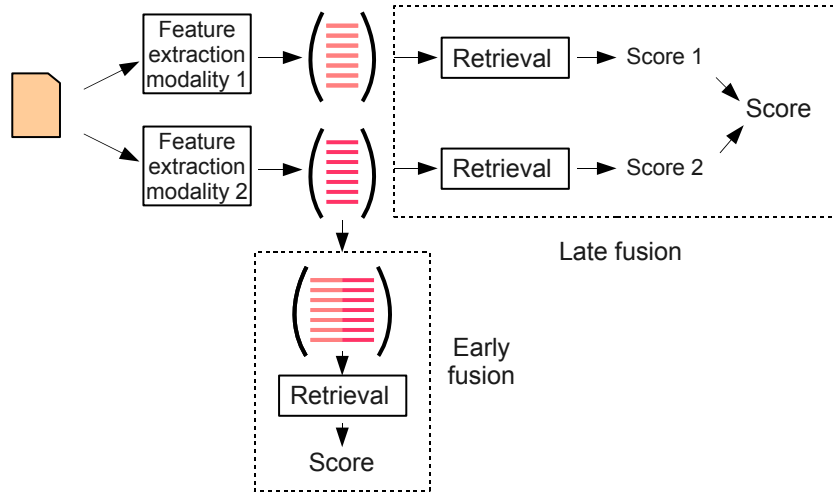 Feature
extraction
modality 1
Retrieval
Score 1
Score
Feature
extraction
modality 2
Retrieval
Score 2
Late fusion
Early
fusion
Retrieval
Score